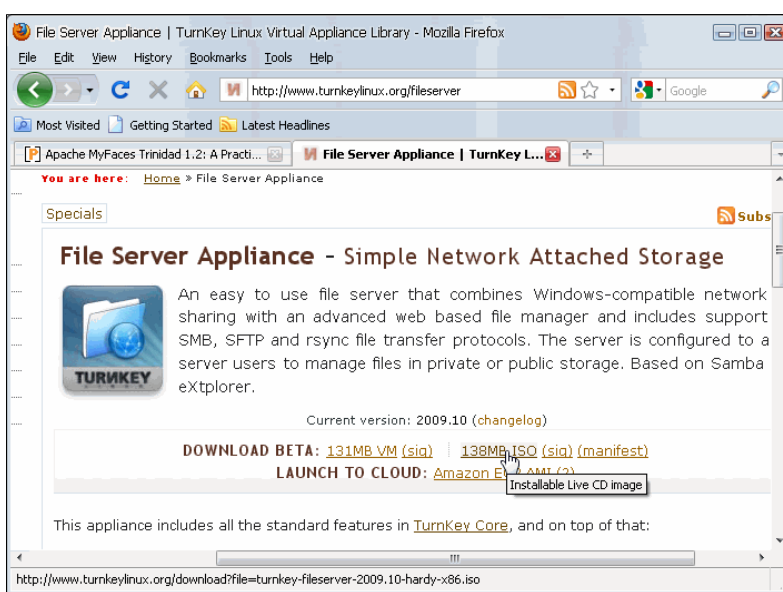 File Server Appliance | TurnKey Linux Virtual Appliance Library - Mozilla Firefox
File Edit View History Bookmarks Tools Help
http://www.turnkeylinux.org/fileserver Google
Most Visited Getting Started Latest Headlines
Apache MyFaces Trinidad 1.2: A Practi... File Server Appliance | TurnKey L...
You are here: Home » File Server Appliance
Specials
Subs
File Server Appliance – Simple Network Attached Storage
An easy to use file server that combines Windows-compatible network
sharing with an advanced web based file manager and includes support
SMB, SFTP and rsync file transfer protocols. The server is configured to a
server users to manage files in private or public storage. Based on Samba
eXtplorer.
TURNKEY
LINUX
Current version: 2009.10 (changelog)
DOWNLOAD BETA: 131MB VM (sig) 138MB ISO (sig) (manifest)
LAUNCH TO CLOUD: Amazon EC2 AMI (?)
Installable Live CD image
This appliance includes all the standard features in TurnKey Core, and on top of that:
http://www.turnkeylinux.org/download?file=turnkey-fileserver-2009.10-hardy-x86.iso